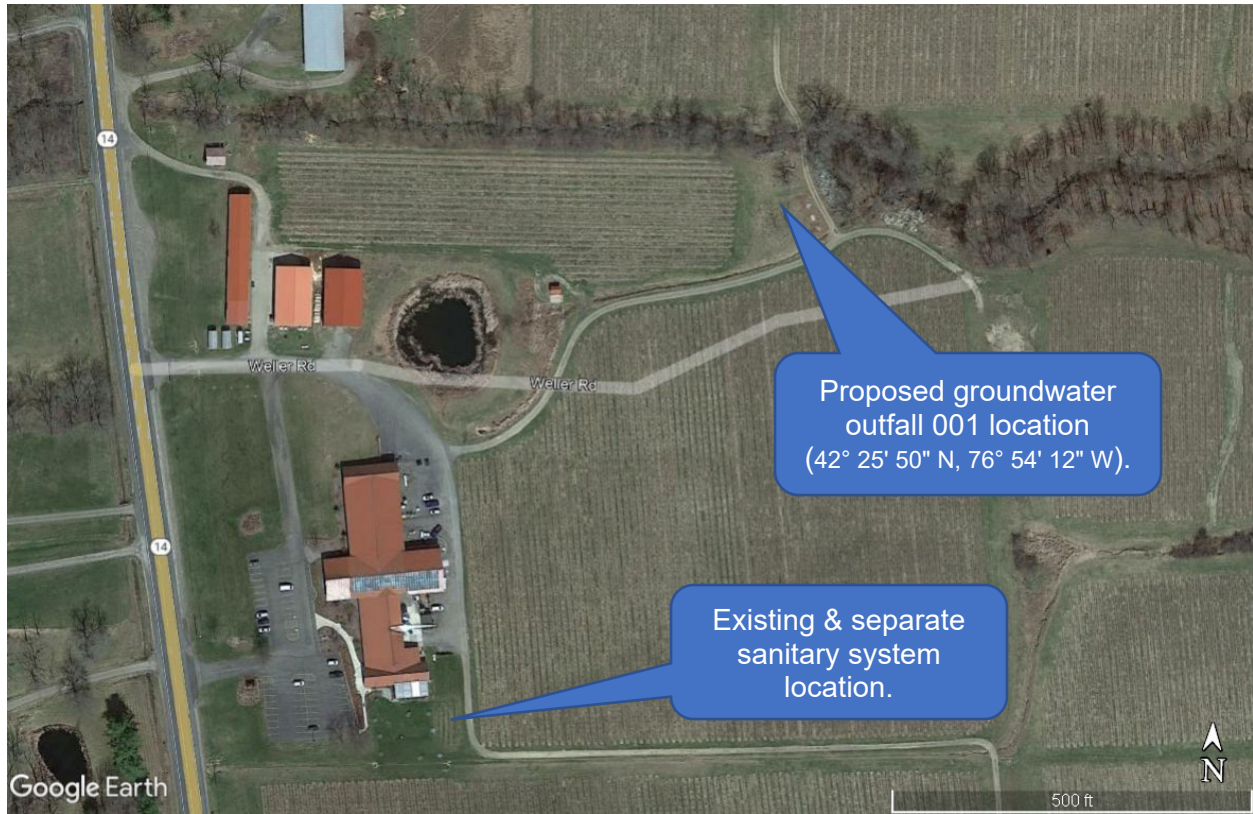 14
Weller Rd
Weller Rd
Proposed groundwater
outfall 001 location
(42° 25' 50" N, 76° 54' 12" W).
14
Existing & separate
sanitary system
location.
N
Google Earth
500 ft